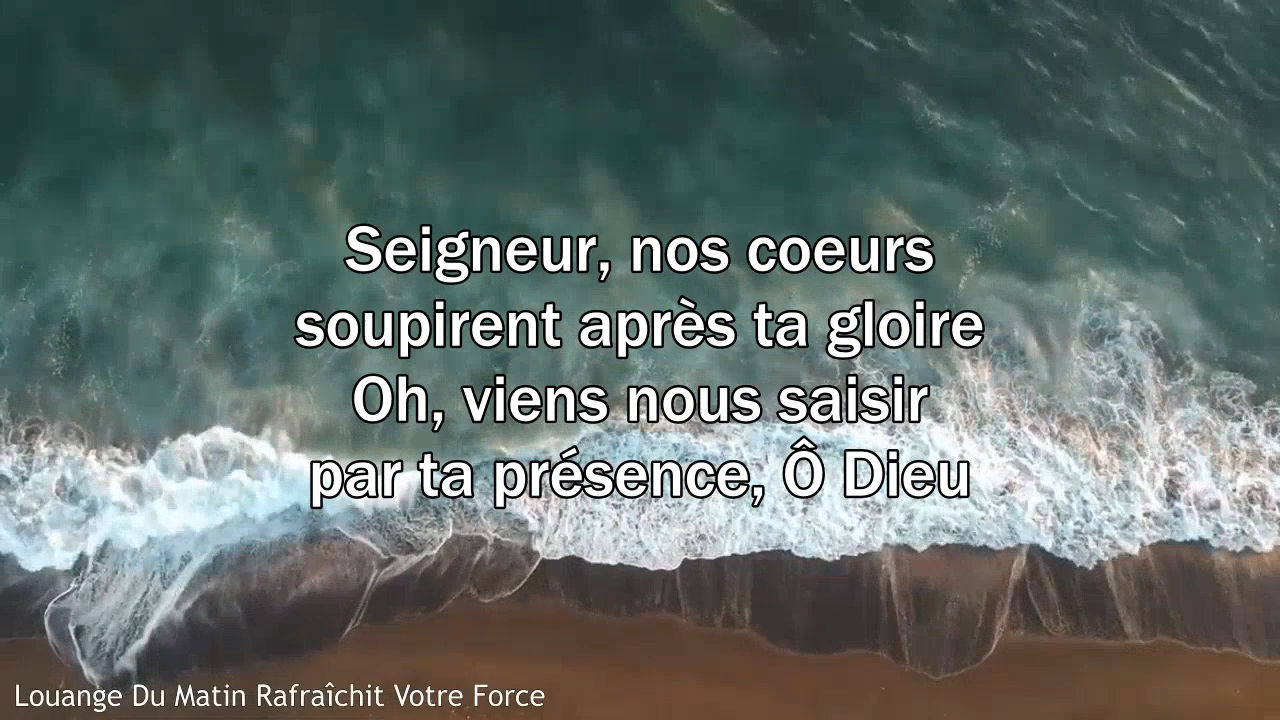 Seigneur, nos coeurs
soupirent après ta gloire
Oh, viens nous saisir
par ta présence, Ô Dieu
Louange Du Matin Rafraîchit Votre Force